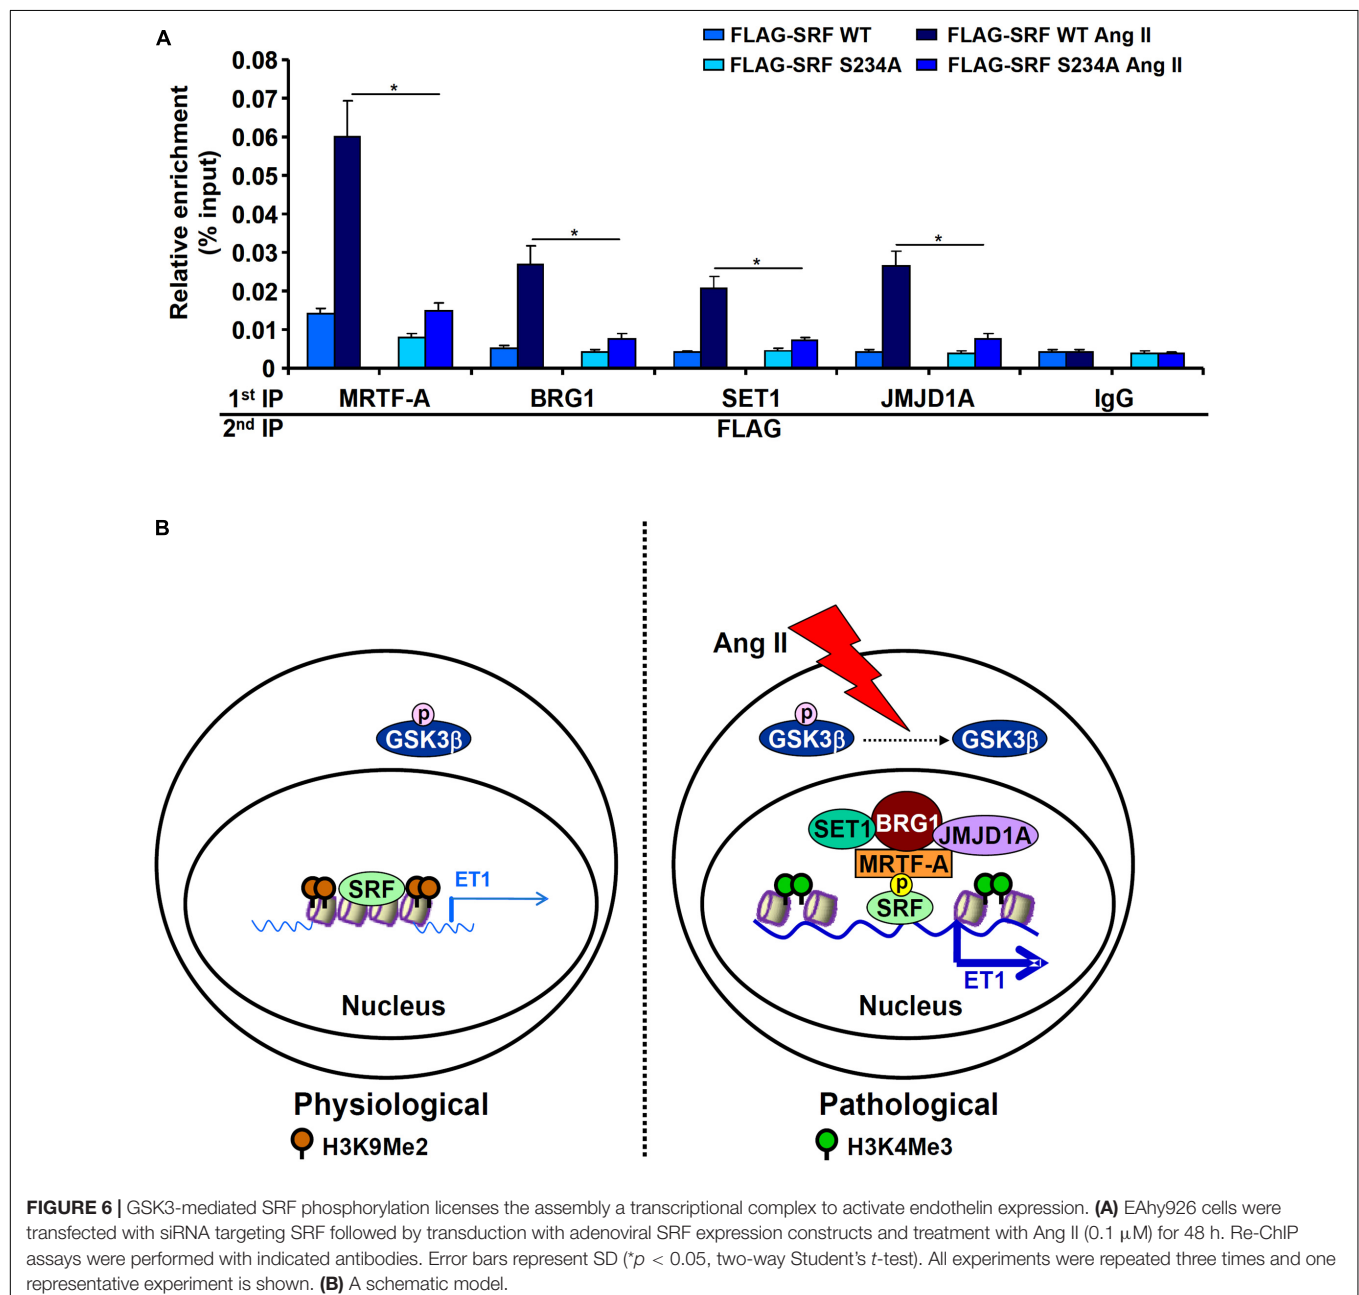 A
FLAG-SRF WT
FLAG-SRF WT Ang II
FLAG-SRF S234A
FLAG-SRF S234A Ang II
Relative enrichment
(% input)
0.08
0.07
0.06
0.05
0.04
0.03
0.02
0.01
0
*
*
*
*
1st IP
MRTF-A
BRG1
SET1
JMJD1A
IgG
2nd IP
FLAG
B
p
GSK3β
SRF
ET1
Nucleus
Physiological
H3K9Me2
Ang II
p
GSK3β
GSK3β
SET1
BRG1
JMJD1A
MRTF-A
p
SRF
ET1
Nucleus
Pathological
H3K4Me3
FIGURE 6 | GSK3-mediated SRF phosphorylation licenses the assembly a transcriptional complex to activate endothelin expression. (A) EAhy926 cells were
transfected with siRNA targeting SRF followed by transduction with adenoviral SRF expression constructs and treatment with Ang II (0.1 μM) for 48 h. Re-ChIP
assays were performed with indicated antibodies. Error bars represent SD (*p < 0.05, two-way Student's t-test). All experiments were repeated three times and one
representative experiment is shown. (B) A schematic model.